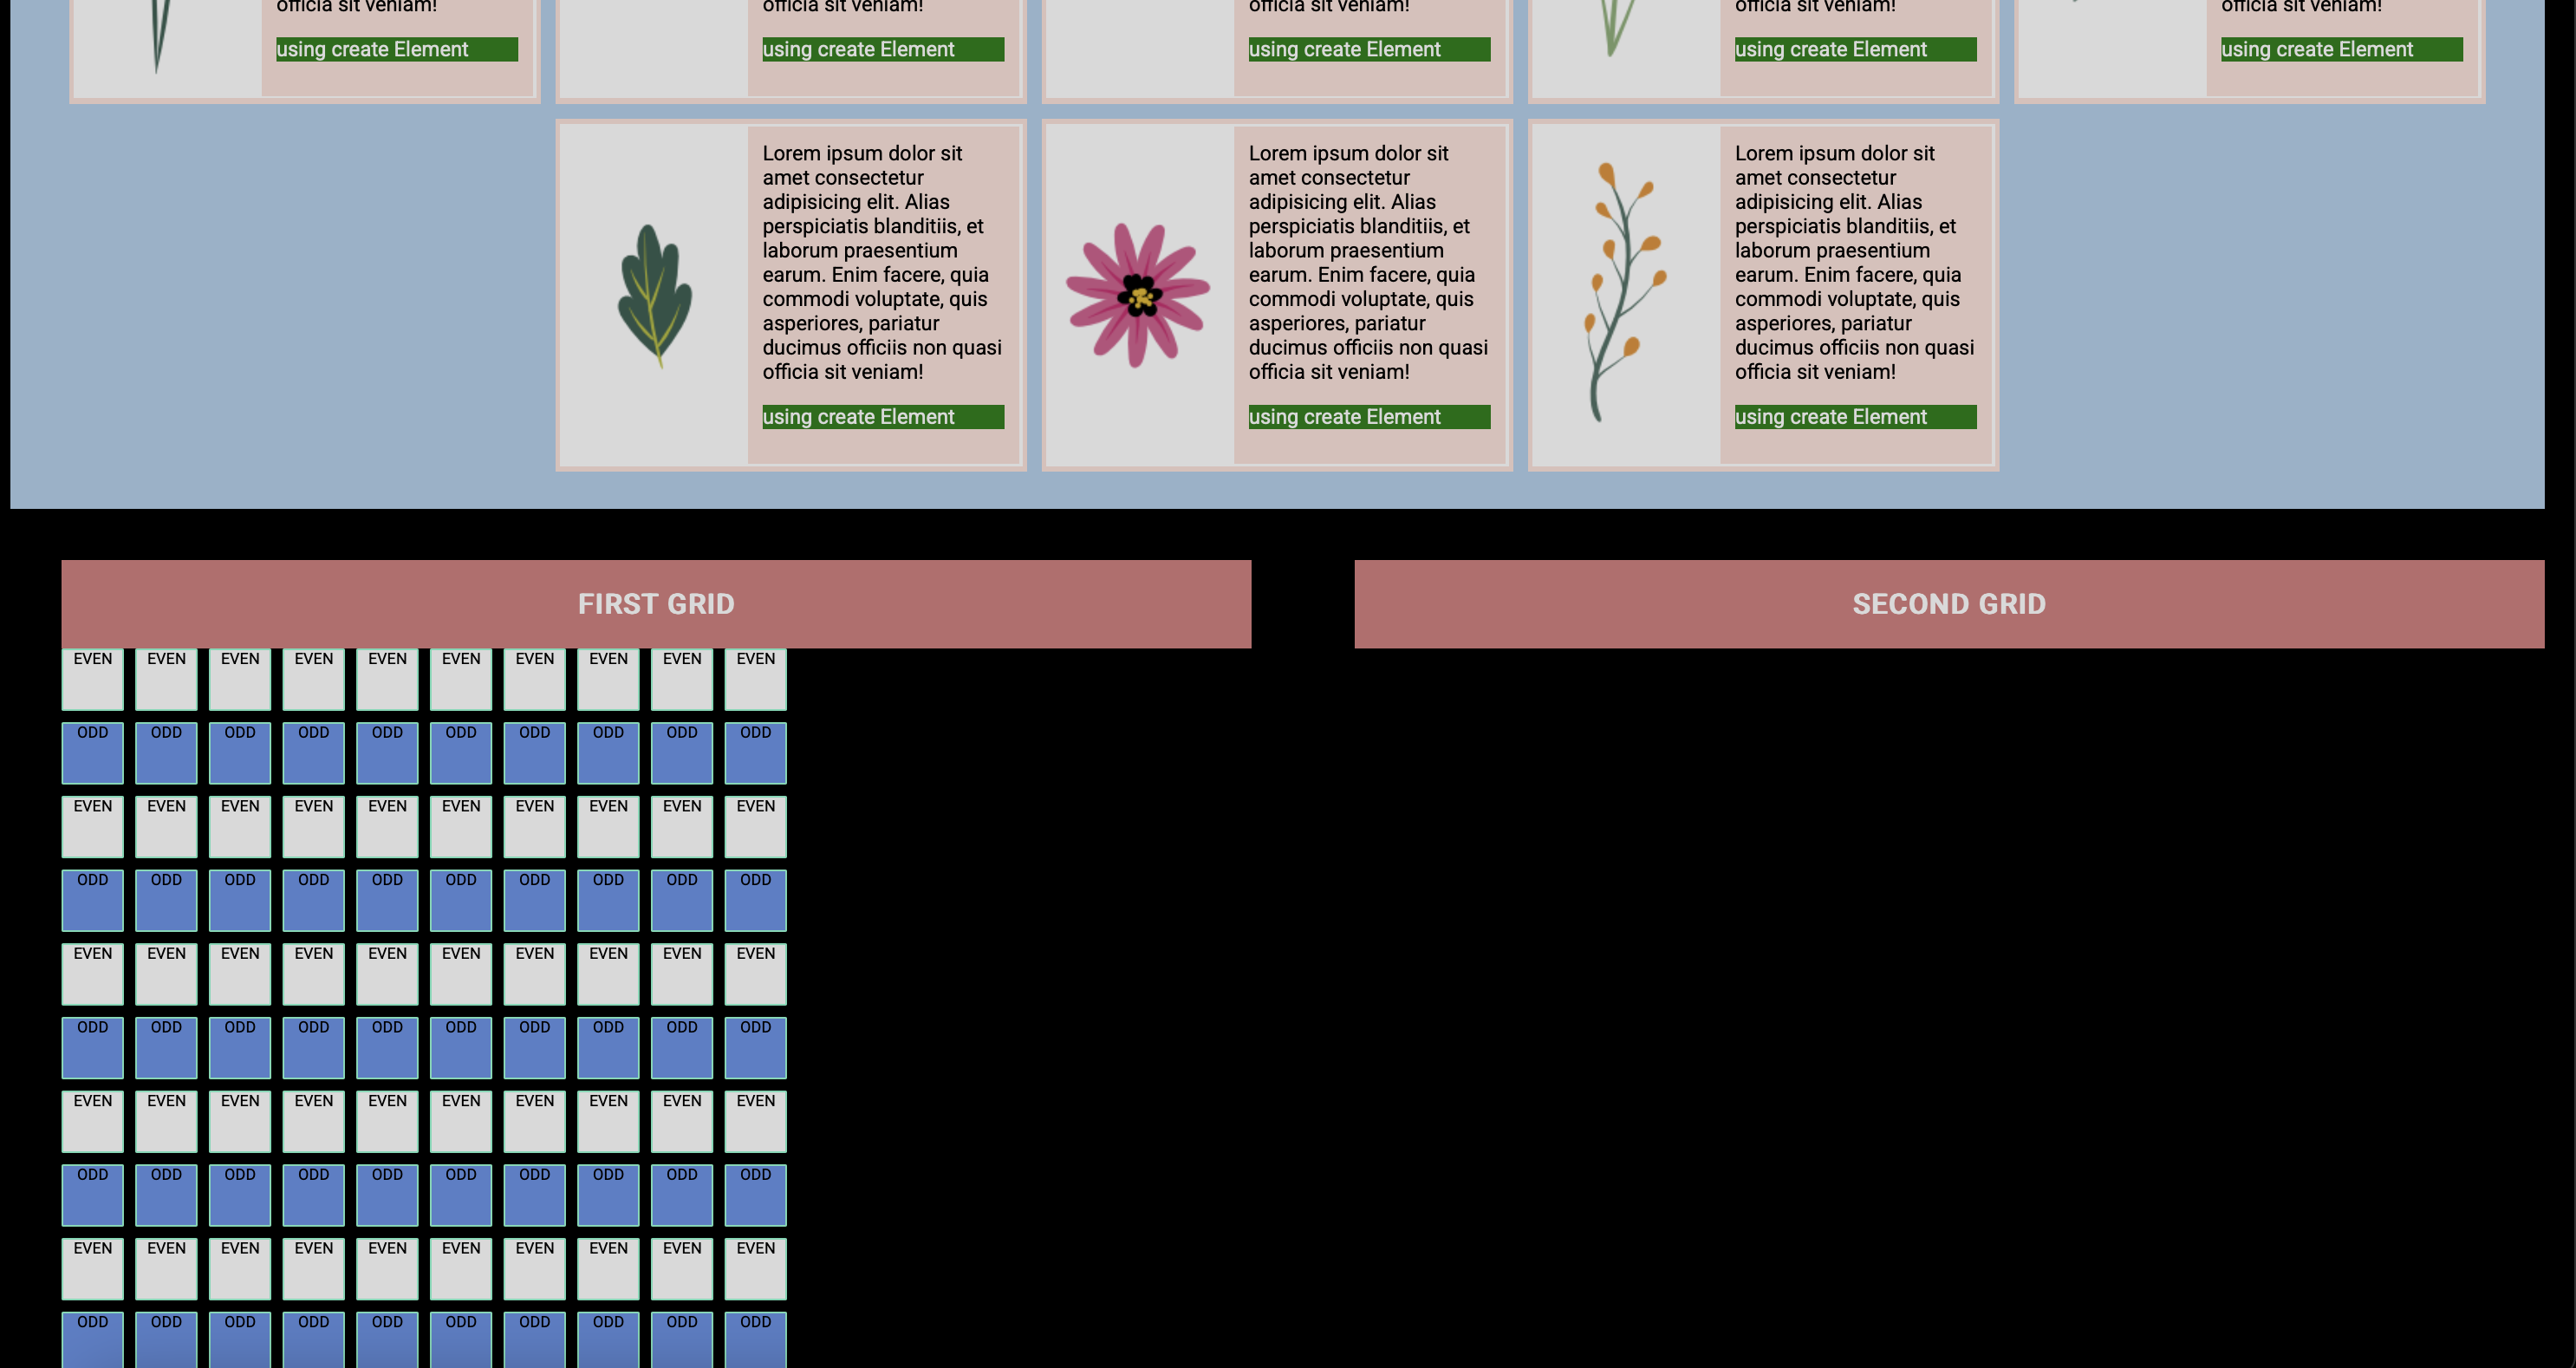 officia sit veniam!
using create Element
officia sit veniam!
using create Element
officia sit veniam!
using create Element
officia sit veniam!
using create Element
officia sit veniam!
using create Element
Lorem ipsum dolor sit
amet consectetur
adipisicing elit. Alias
perspiciatis blanditiis, et
laborum praesentium
earum. Enim facere, quia
commodi voluptate, quis
asperiores, pariatur
ducimus officiis non quasi
officia sit veniam!
using create Element
Lorem ipsum dolor sit
amet consectetur
adipisicing elit. Alias
perspiciatis blanditiis, et
laborum praesentium
earum. Enim facere, quia
commodi voluptate, quis
asperiores, pariatur
ducimus officiis non quasi
officia sit veniam!
using create Element
Lorem ipsum dolor sit
amet consectetur
adipisicing elit. Alias
perspiciatis blanditiis, et
laborum praesentium
earum. Enim facere, quia
commodi voluptate, quis
asperiores, pariatur
ducimus officiis non quasi
officia sit veniam!
using create Element
FIRST GRID
SECOND GRID
EVEN EVEN EVEN EVEN EVEN EVEN EVEN EVEN EVEN EVEN
ODD ODD ODD ODD ODD ODD ODD ODD ODD ODD
EVEN EVEN EVEN EVEN EVEN EVEN EVEN EVEN EVEN EVEN
ODD ODD ODD ODD ODD ODD ODD ODD ODD ODD
EVEN EVEN EVEN EVEN EVEN EVEN EVEN EVEN EVEN EVEN
ODD ODD ODD ODD ODD ODD ODD ODD ODD ODD
EVEN EVEN EVEN EVEN EVEN EVEN EVEN EVEN EVEN EVEN
ODD ODD ODD ODD ODD ODD ODD ODD ODD ODD
EVEN EVEN EVEN EVEN EVEN EVEN EVEN EVEN EVEN EVEN
ODD ODD ODD ODD ODD ODD ODD ODD ODD ODD